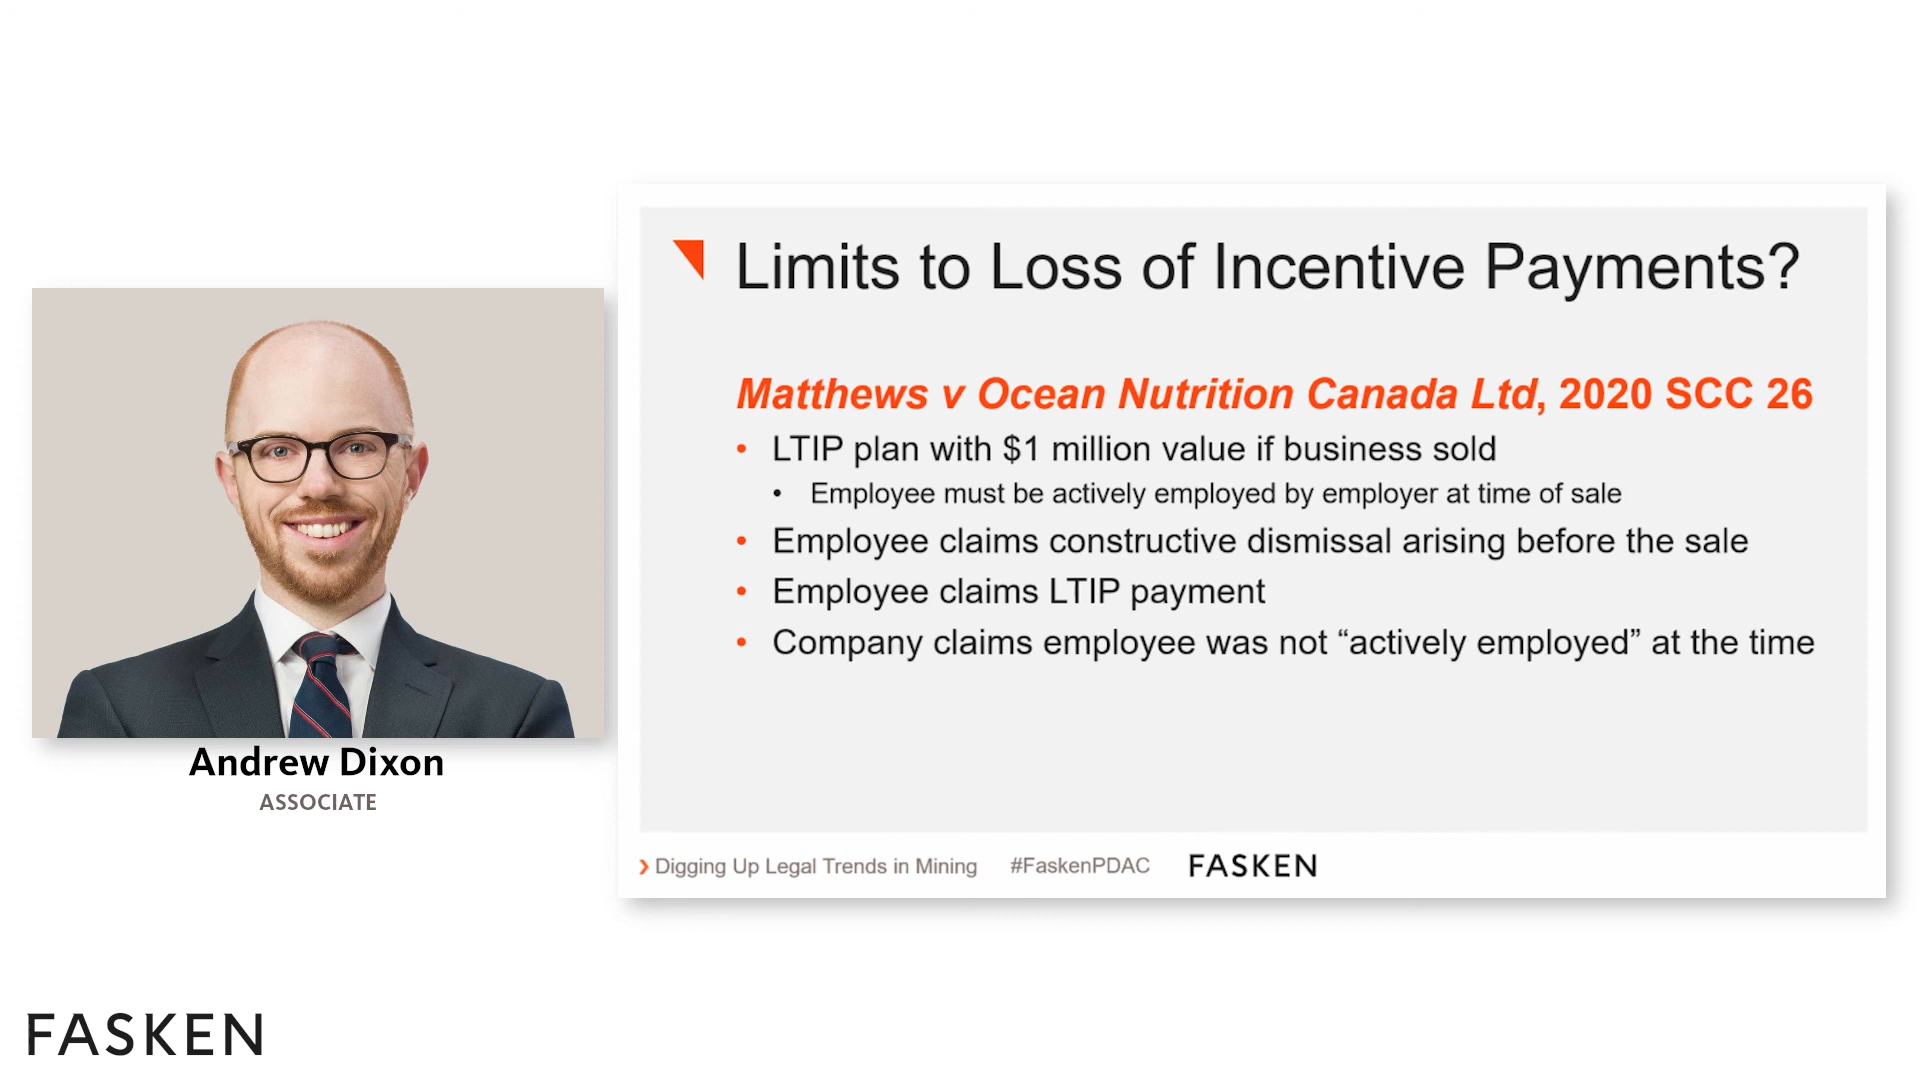 Limits to Loss of Incentive Payments?
Matthews v Ocean Nutrition Canada Ltd, 2020 SCC 26
• LTIP plan with $1 million value if business sold
• Employee must be actively employed by employer at time of sale
• Employee claims constructive dismissal arising before the sale
• Employee claims LTIP payment
• Company claims employee was not “actively employed” at the time
Andrew Dixon
ASSOCIATE
Digging Up Legal Trends in Mining #FaskenPDAC FASKEN
FASKEN